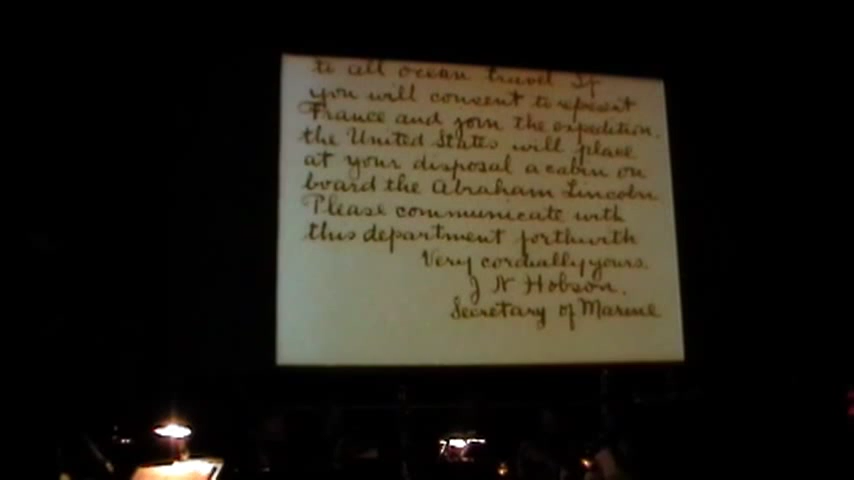 to all ocean travel If
you will consent to represent
France and join the expedition.
the United States will place
at your disposal a cabin on
board the Abraham Lincoln
Please communicate with
this department forthwith
Very cordially yours.
J N Hobson.
Secretary of Marine